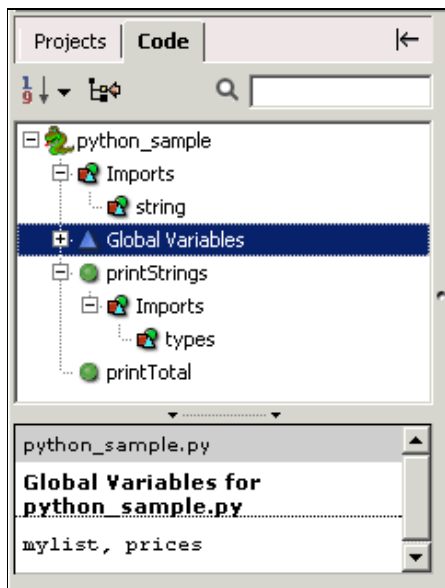 Projects Code
python_sample
Imports
string
Global Variables
printStrings
Imports
types
printTotal
python_sample.py
Global Variables for
python_sample.py
mylist, prices